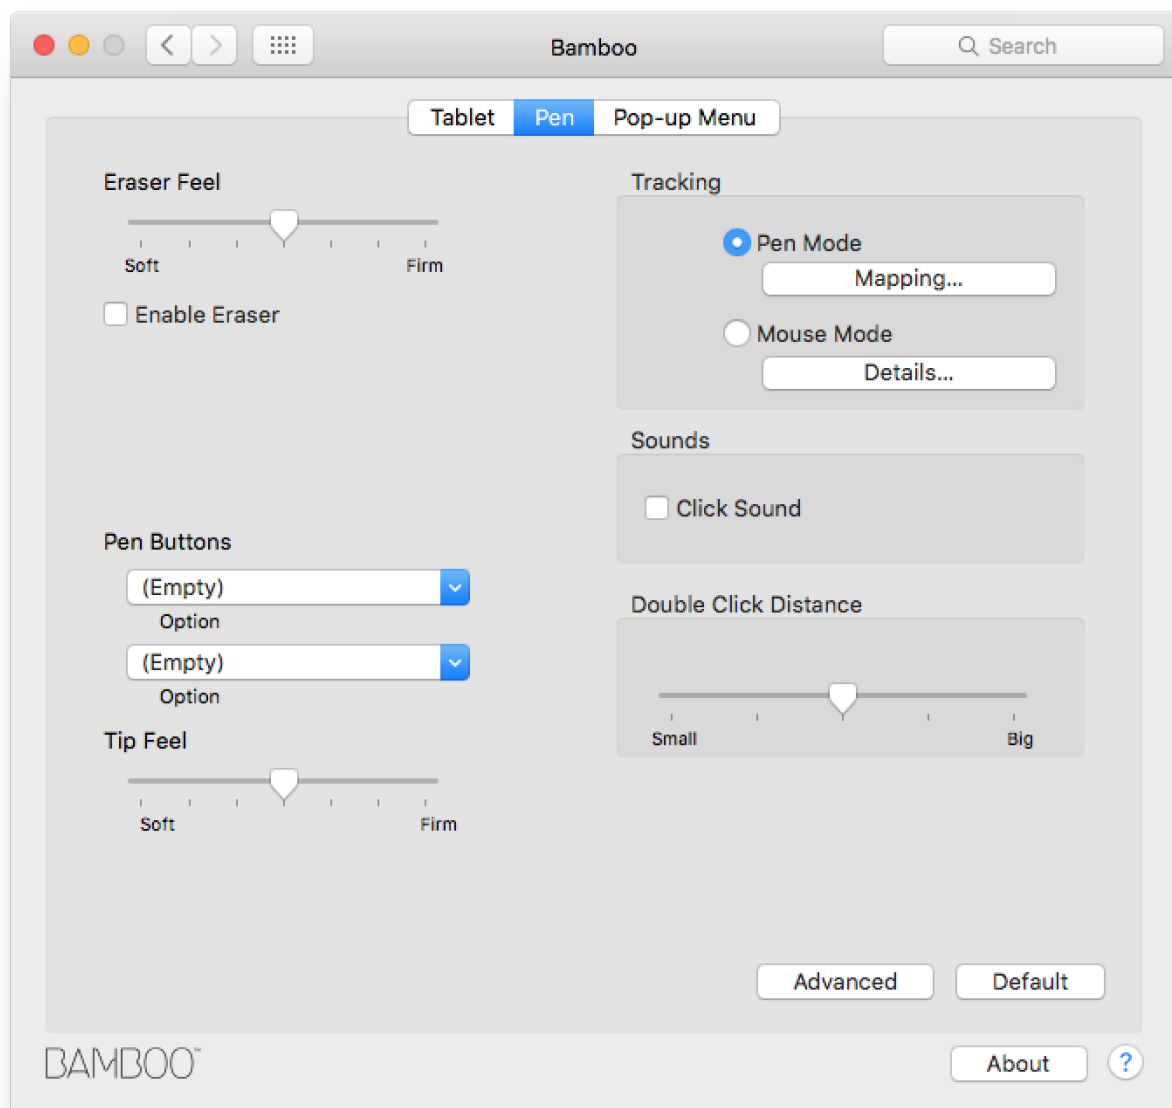 Bamboo
Search
Tablet
Pen
Pop-up Menu
Eraser Feel
Soft
Firm
Enable Eraser
Pen Buttons
(Empty)
Option
(Empty)
Option
Tip Feel
Soft
Firm
Tracking
Pen Mode
Mapping...
Mouse Mode
Details...
Sounds
Click Sound
Double Click Distance
Small
Big
Advanced
Default
BAMBOO™
About
?